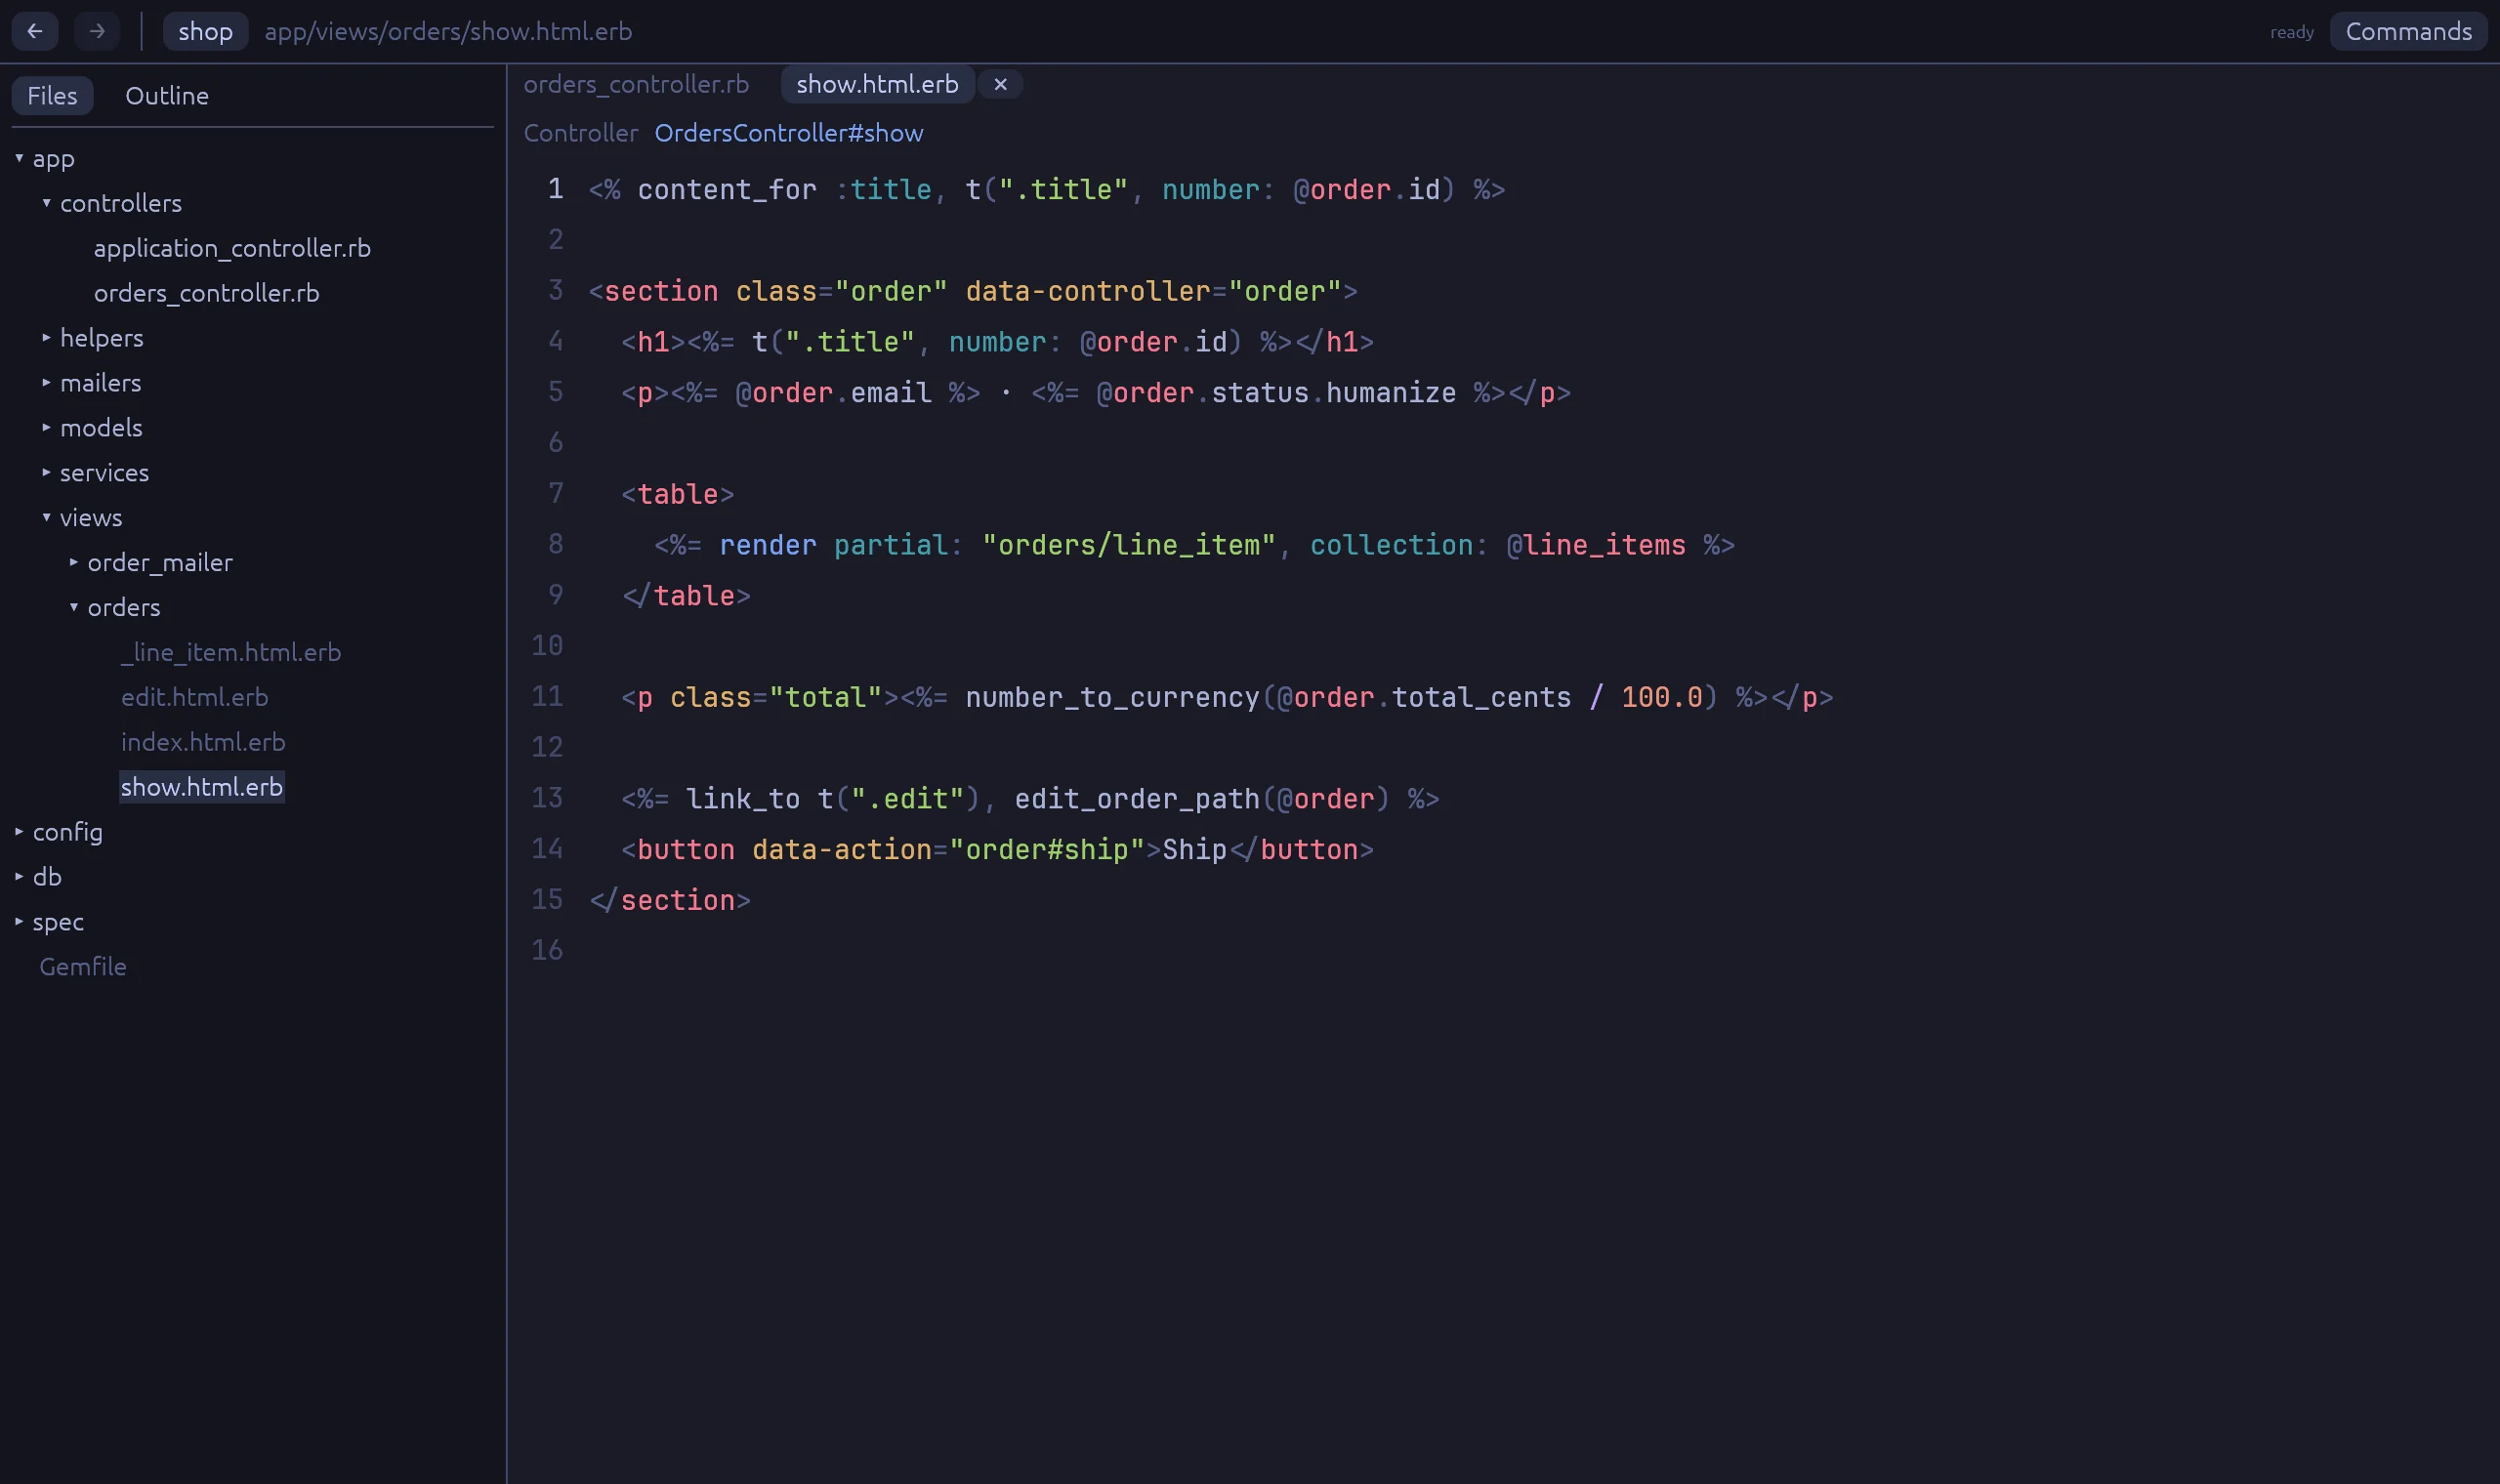 ← → shop app/views/orders/show.html.erb ready Commands
Files Outline
▾ app
▾ controllers
application_controller.rb
orders_controller.rb
▸ helpers
▸ mailers
▸ models
▸ services
▾ views
▸ order_mailer
▾ orders
_line_item.html.erb
edit.html.erb
index.html.erb
show.html.erb
▸ config
▸ db
▸ spec
Gemfile
orders_controller.rb show.html.erb ×
Controller OrdersController#show
1 <% content_for :title, t(".title", number: @order.id) %>
2
3 <section class="order" data-controller="order">
4   <h1><%= t(".title", number: @order.id) %></h1>
5   <p><%= @order.email %> · <%= @order.status.humanize %></p>
6
7   <table>
8     <%= render partial: "orders/line_item", collection: @line_items %>
9   </table>
10
11   <p class="total"><%= number_to_currency(@order.total_cents / 100.0) %></p>
12
13   <%= link_to t(".edit"), edit_order_path(@order) %>
14   <button data-action="order#ship">Ship</button>
15 </section>
16